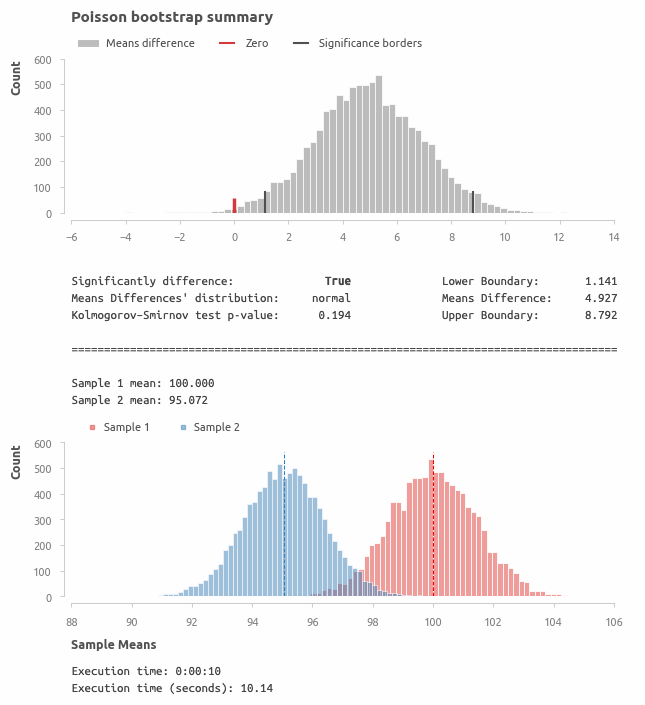 Poisson bootstrap summary
Means difference Zero Significance borders
Count
600
500
400
300
200
100
0
−6 −4 −2 0 2 4 6 8 10 12 14
Significantly difference: True Lower Boundary: 1.141
Means Differences' distribution: normal Means Difference: 4.927
Kolmogorov–Smirnov test p-value: 0.194 Upper Boundary: 8.792
====================================================================================
Sample 1 mean: 100.000
Sample 2 mean: 95.072
Sample 1 Sample 2
Count
600
500
400
300
200
100
0
88 90 92 94 96 98 100 102 104 106
Sample Means
Execution time: 0:00:10
Execution time (seconds): 10.14